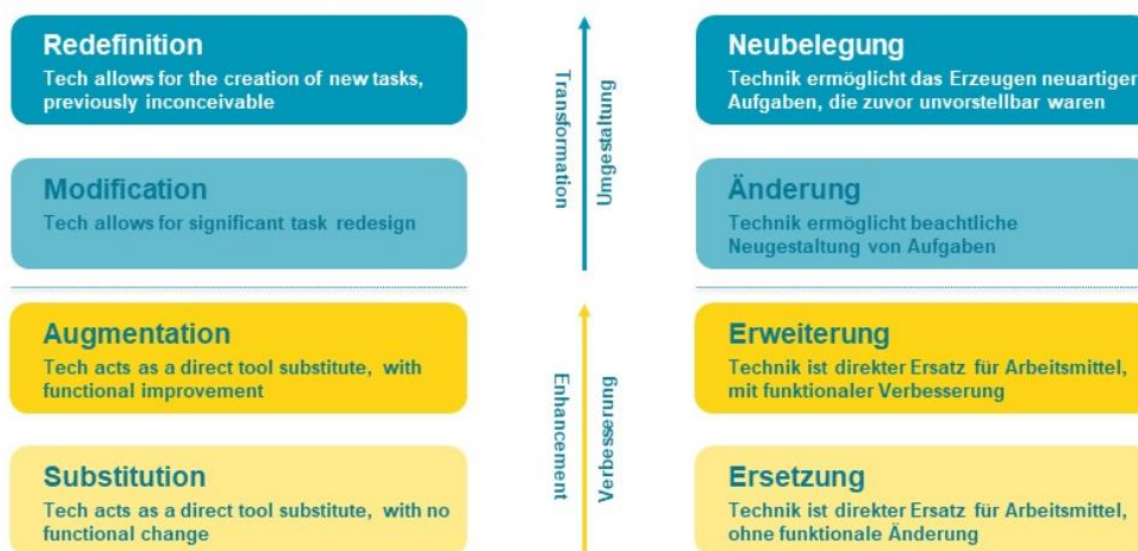 Redefinition
Tech allows for the creation of new tasks,
previously inconceivable
Modification
Tech allows for significant task redesign
Augmentation
Tech acts as a direct tool substitute, with
functional improvement
Substitution
Tech acts as a direct tool substitute, with no
functional change
Transformation
Umgestaltung
Enhancement
Verbesserung
Neubelegung
Technik ermöglicht das Erzeugen neuartiger
Aufgaben, die zuvor unvorstellbar waren
Änderung
Technik ermöglicht beachtliche
Neugestaltung von Aufgaben
Erweiterung
Technik ist direkter Ersatz für Arbeitsmittel,
mit funktionaler Verbesserung
Ersetzung
Technik ist direkter Ersatz für Arbeitsmittel,
ohne funktionale Änderung